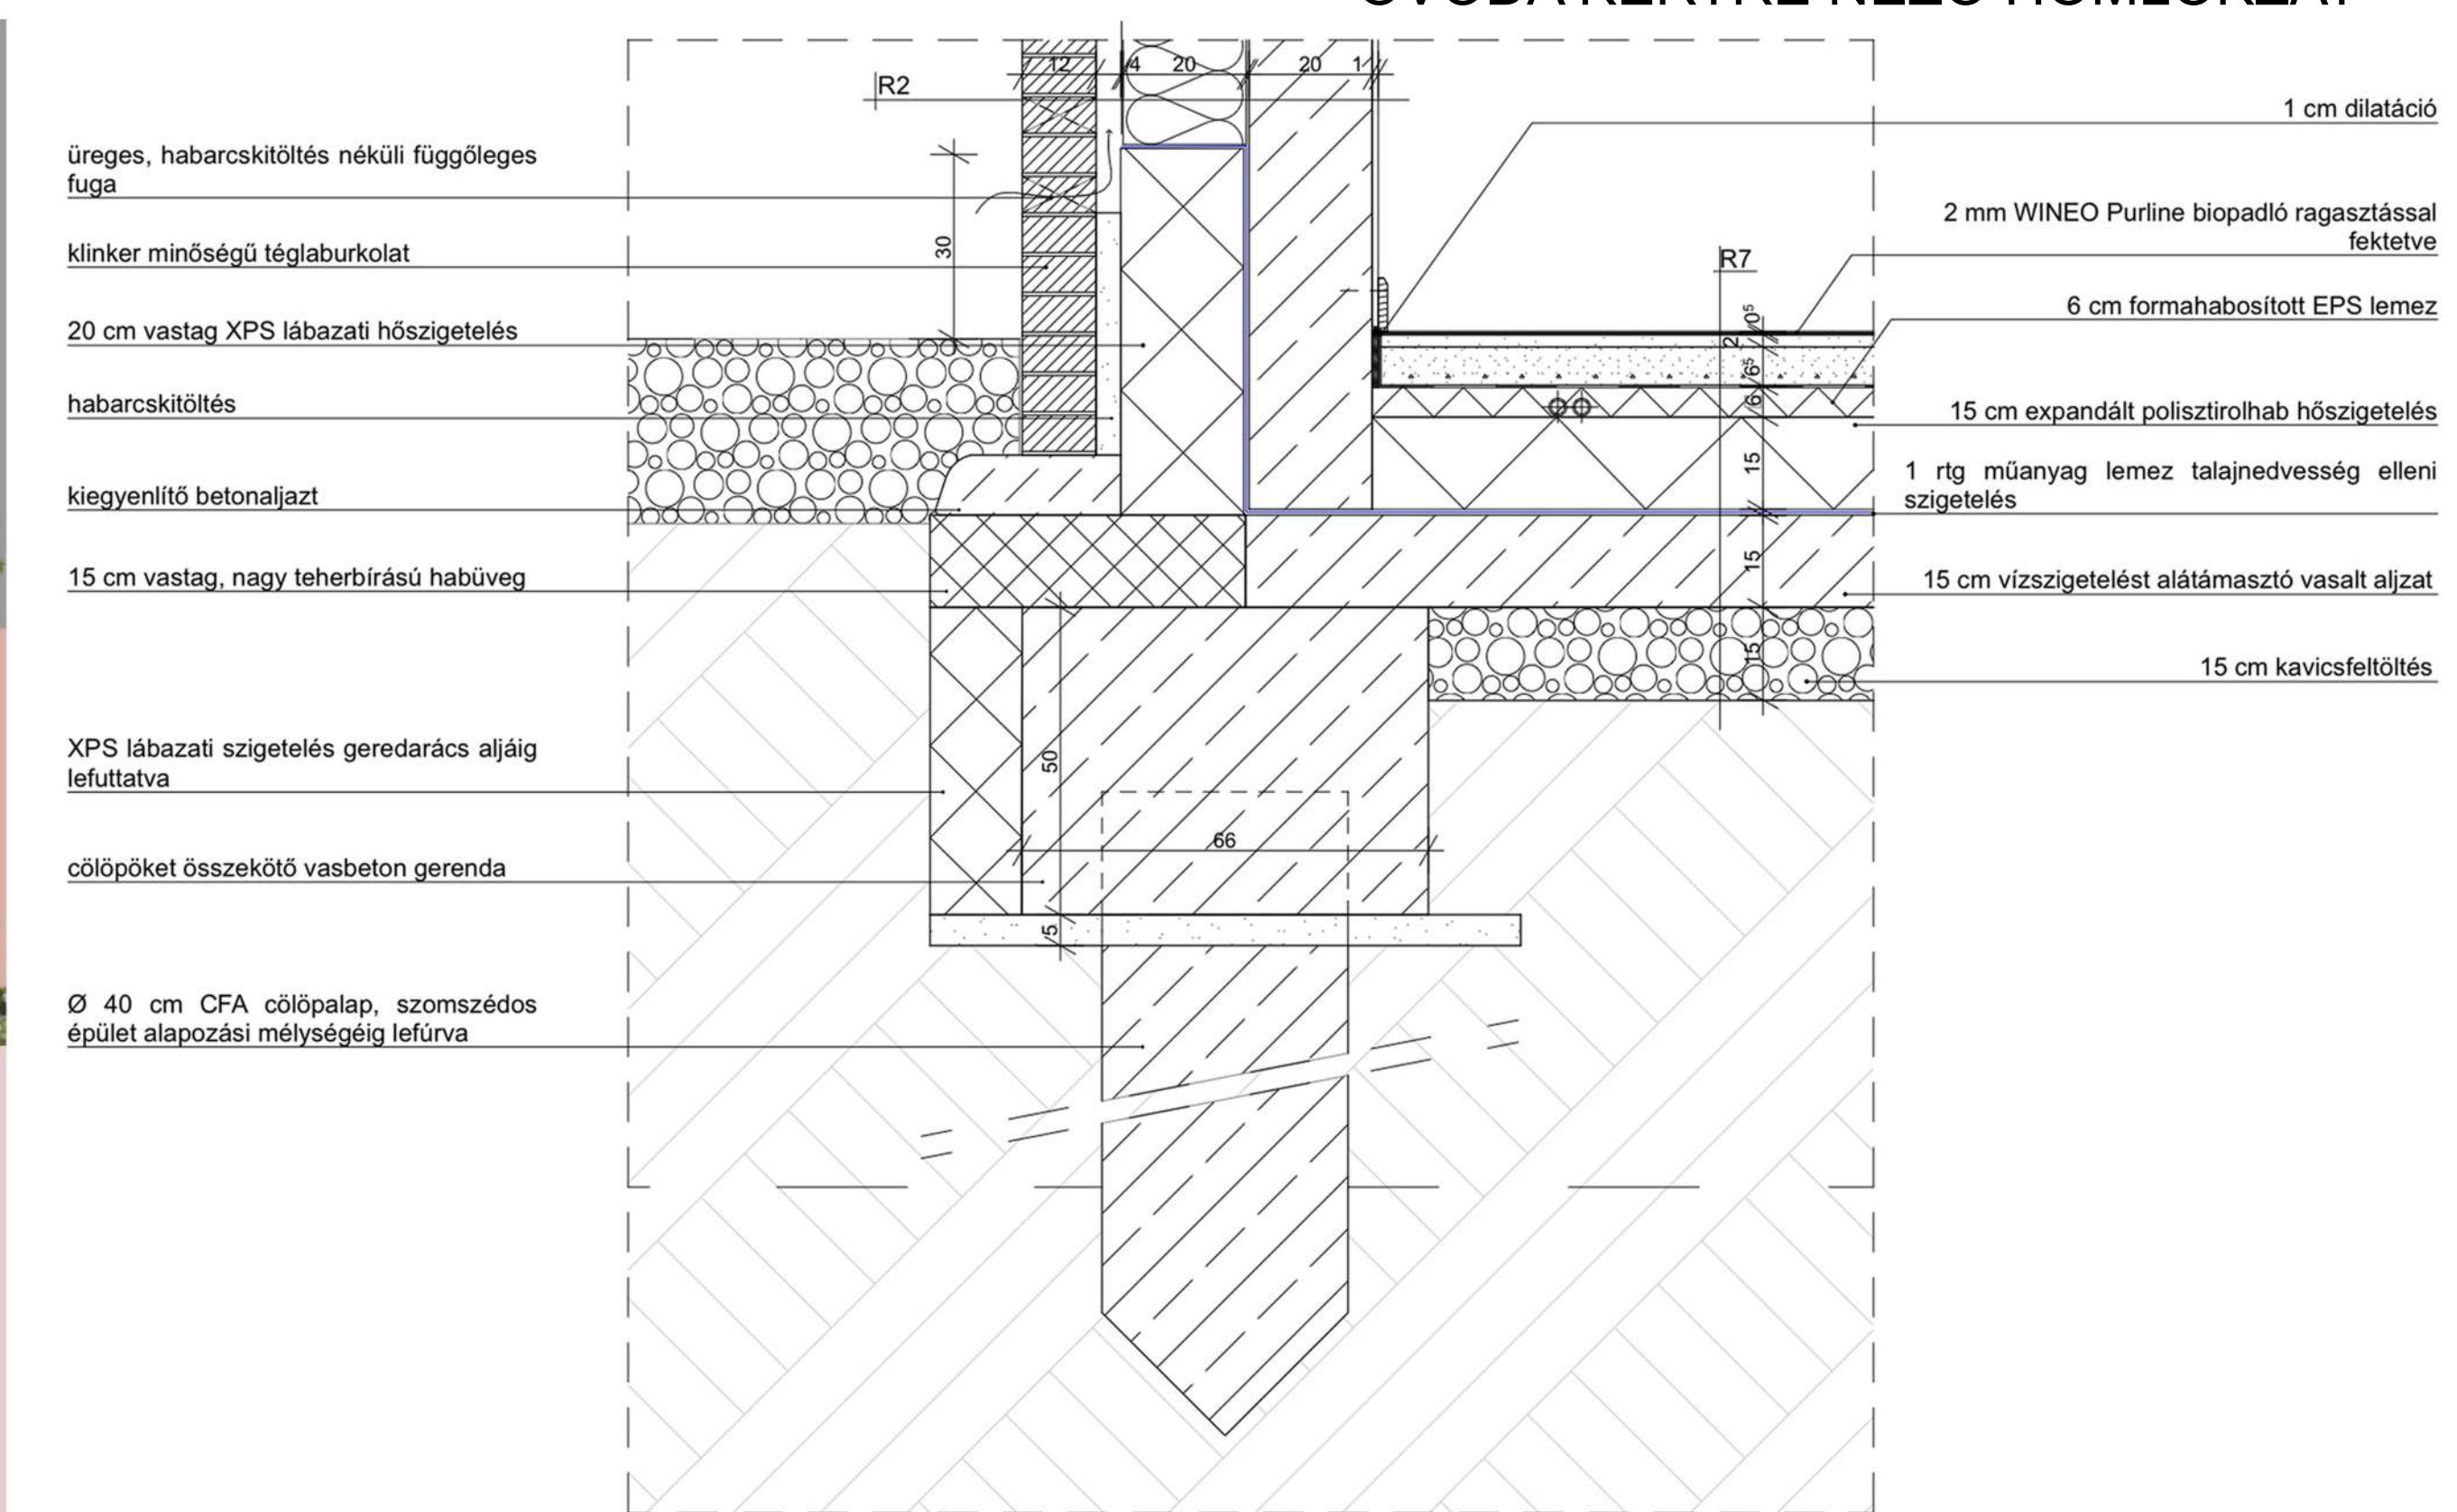 üreges, habarcskitöltés néküli függőleges
fuga
klinker minőségű téglaburkolat
20 cm vastag XPS lábazati hőszigetelés
habarcskitöltés
kiegyenlítő betonaljazt
15 cm vastag, nagy teherbírású habüveg
XPS lábazati szigetelés geredarács aljáig
lefuttatva
cölöpöket összekötő vasbeton gerenda
Ø 40 cm CFA cölöpalap, szomszédos
épület alapozási mélységéig lefúrva
R2
12 4 20 20 1
30
50
66
5
R7
0⁵
2
6⁵
6
15
15
15
1 cm dilatáció
2 mm WINEO Purline biopadló ragasztással
fektetve
6 cm formahabosított EPS lemez
15 cm expandált polisztirolhab hőszigetelés
1 rtg műanyag lemez talajnedvesség elleni
szigetelés
15 cm vízszigetelést alátámasztó vasalt aljzat
15 cm kavicsfeltöltés